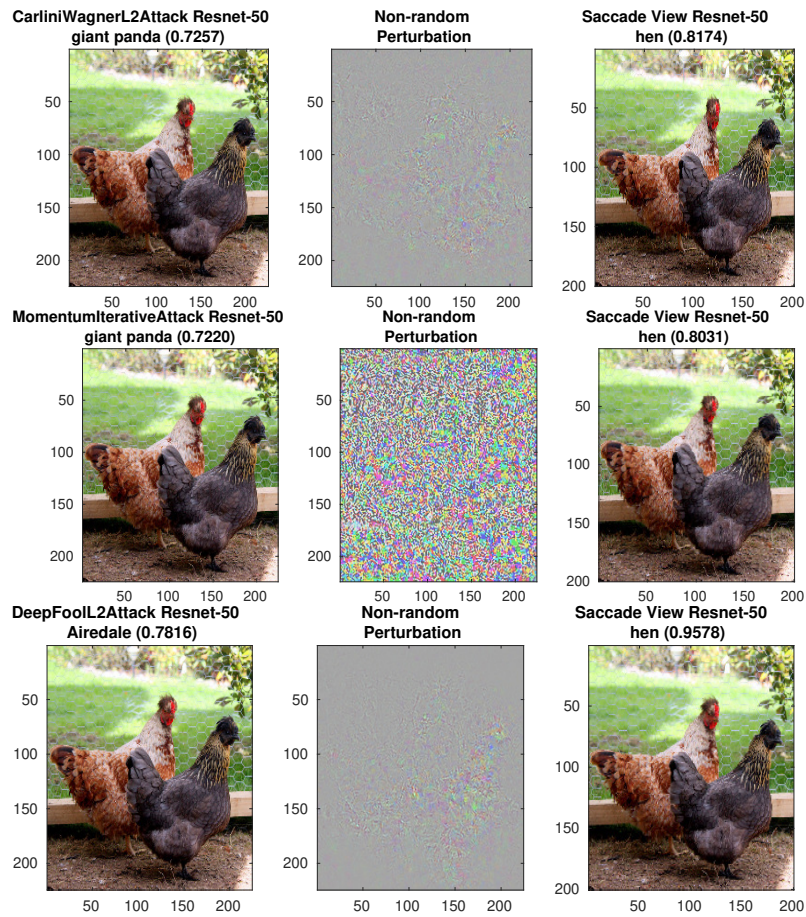 CarliniWagnerL2Attack Resnet-50
giant panda (0.7257)
Non-random
Perturbation
Saccade View Resnet-50
hen (0.8174)
50
100
150
200
50 100 150 200
50
100
150
200
50 100 150 200
50
100
150
200
50 100 150 200
MomentumIterativeAttack Resnet-50
giant panda (0.7220)
Non-random
Perturbation
Saccade View Resnet-50
hen (0.8031)
50
100
150
200
50 100 150 200
50
100
150
200
50 100 150 200
50
100
150
200
50 100 150 200
DeepFoolL2Attack Resnet-50
Airedale (0.7816)
Non-random
Perturbation
Saccade View Resnet-50
hen (0.9578)
50
100
150
200
50 100 150 200
50
100
150
200
50 100 150 200
50
100
150
200
50 100 150 200